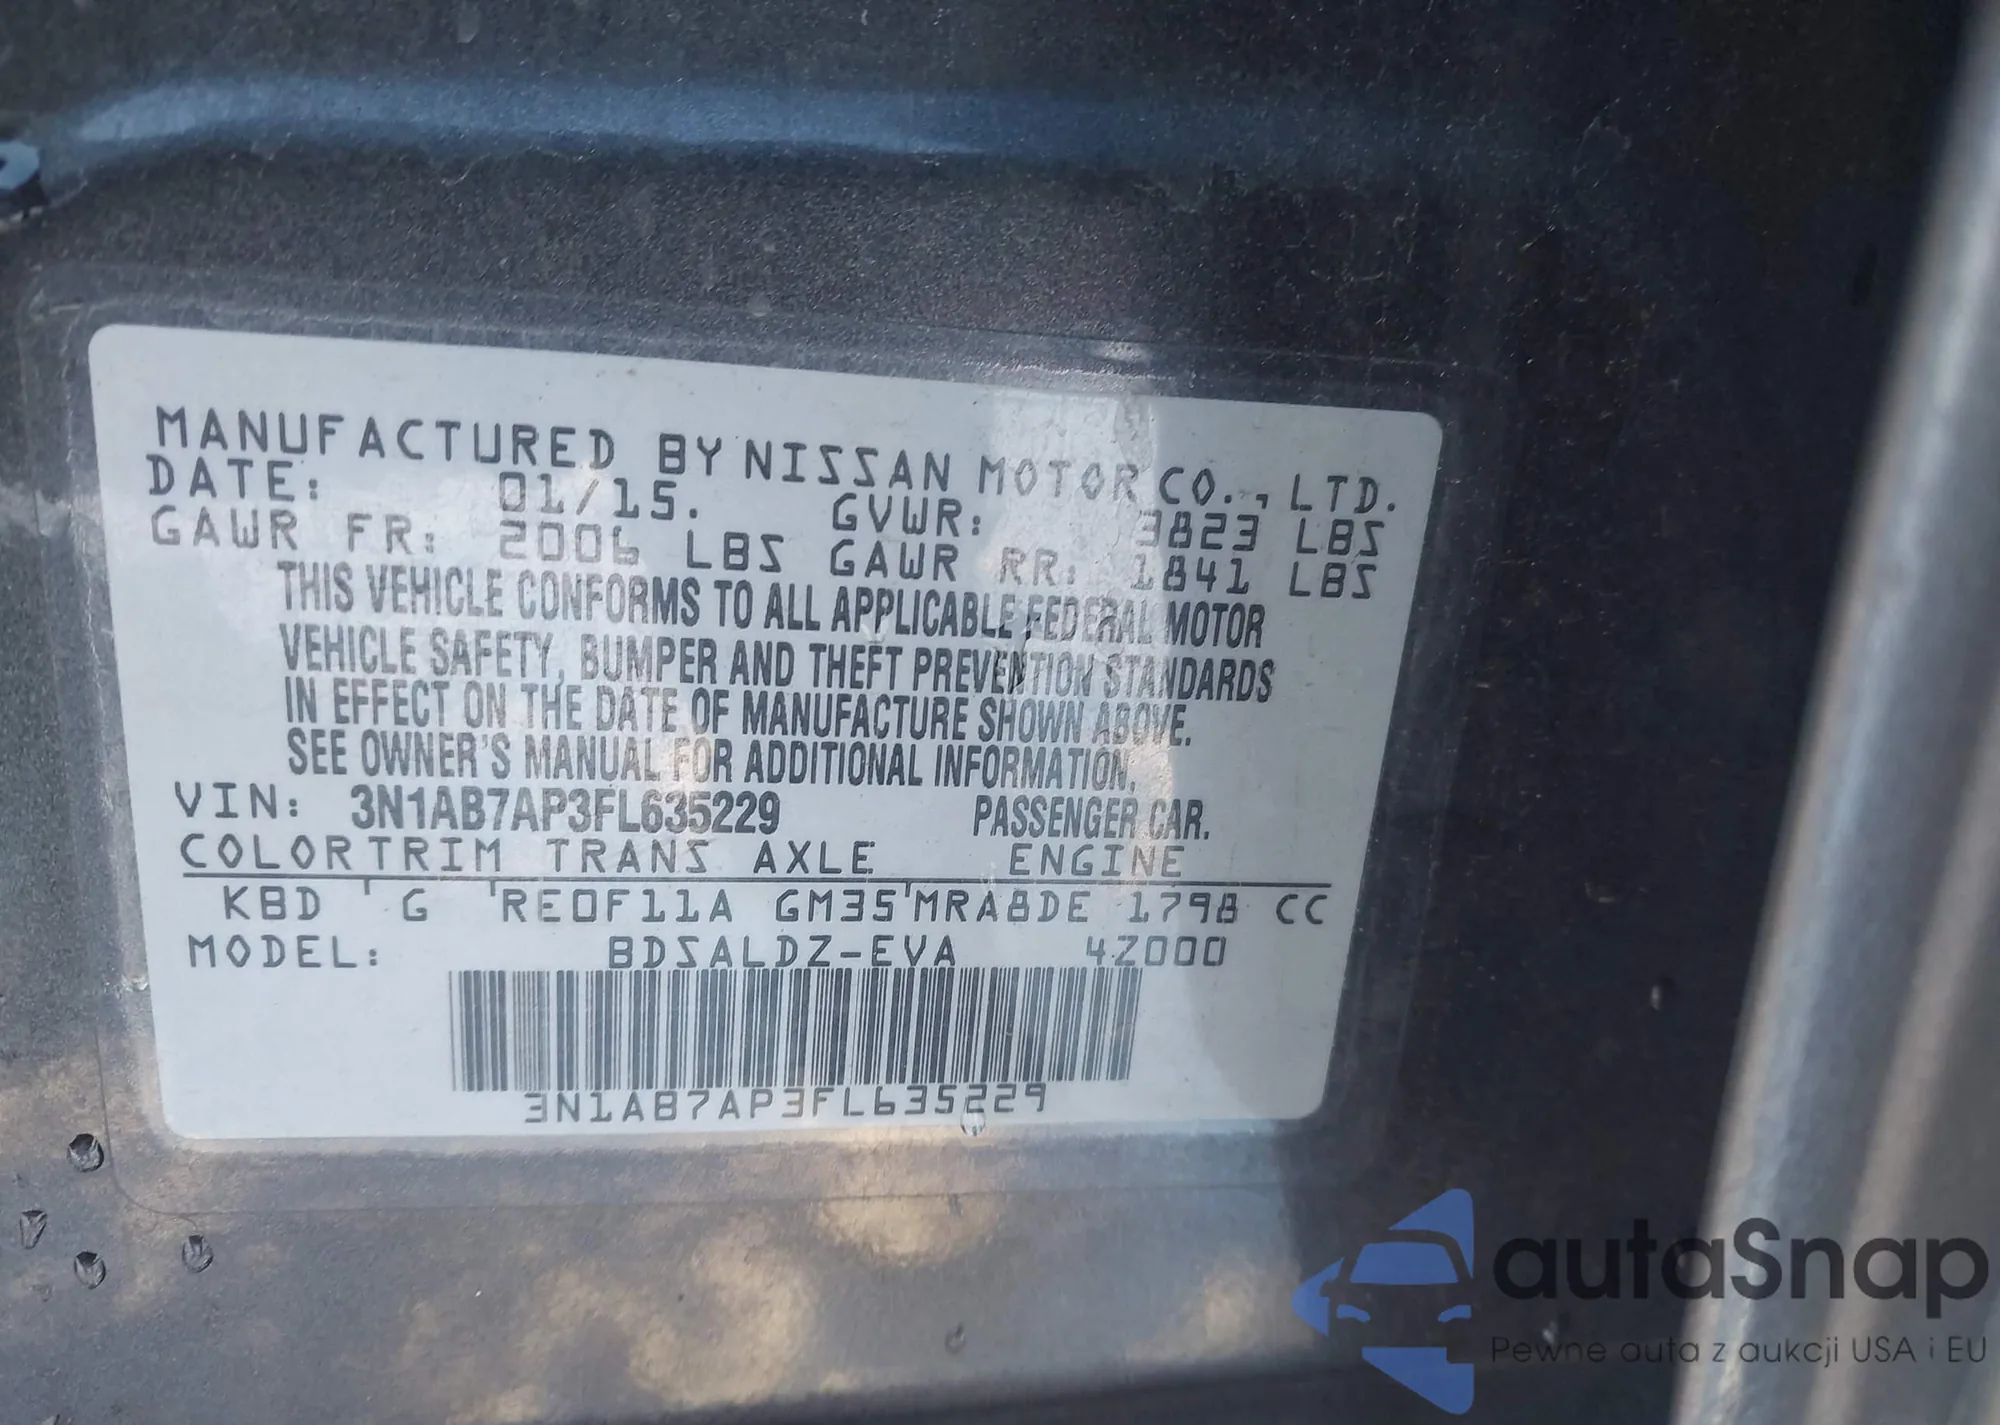 MANUFACTURED BY NISSAN MOTOR CO., LTD.
DATE: 01/15. GVWR: 3823 LBS
GAWR FR: 2006 LBS GAWR RR: 1841 LBS
THIS VEHICLE CONFORMS TO ALL APPLICABLE FEDERAL MOTOR
VEHICLE SAFETY, BUMPER AND THEFT PREVENTION STANDARDS
IN EFFECT ON THE DATE OF MANUFACTURE SHOWN ABOVE.
SEE OWNER'S MANUAL FOR ADDITIONAL INFORMATION.
VIN: 3N1AB7AP3FL635229 PASSENGER CAR.
COLOR TRIM TRANS AXLE ENGINE
KBD G RE0F11A GM35 MRA8DE 1798 CC
MODEL: BDSALDZ-EVA 4Z000
3N1AB7AP3FL635229
autaSnap
Pewne auta z aukcji USA i EU